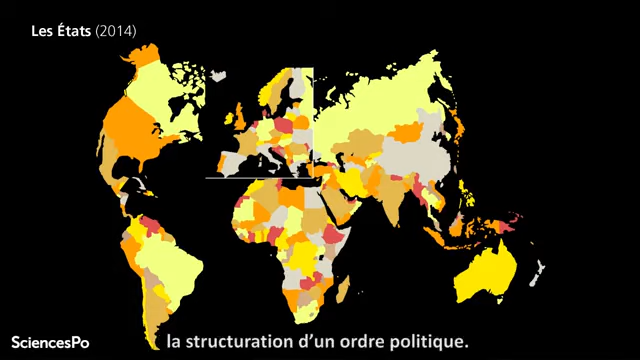 Les États (2014)
la structuration d'un ordre politique.
SciencesPo